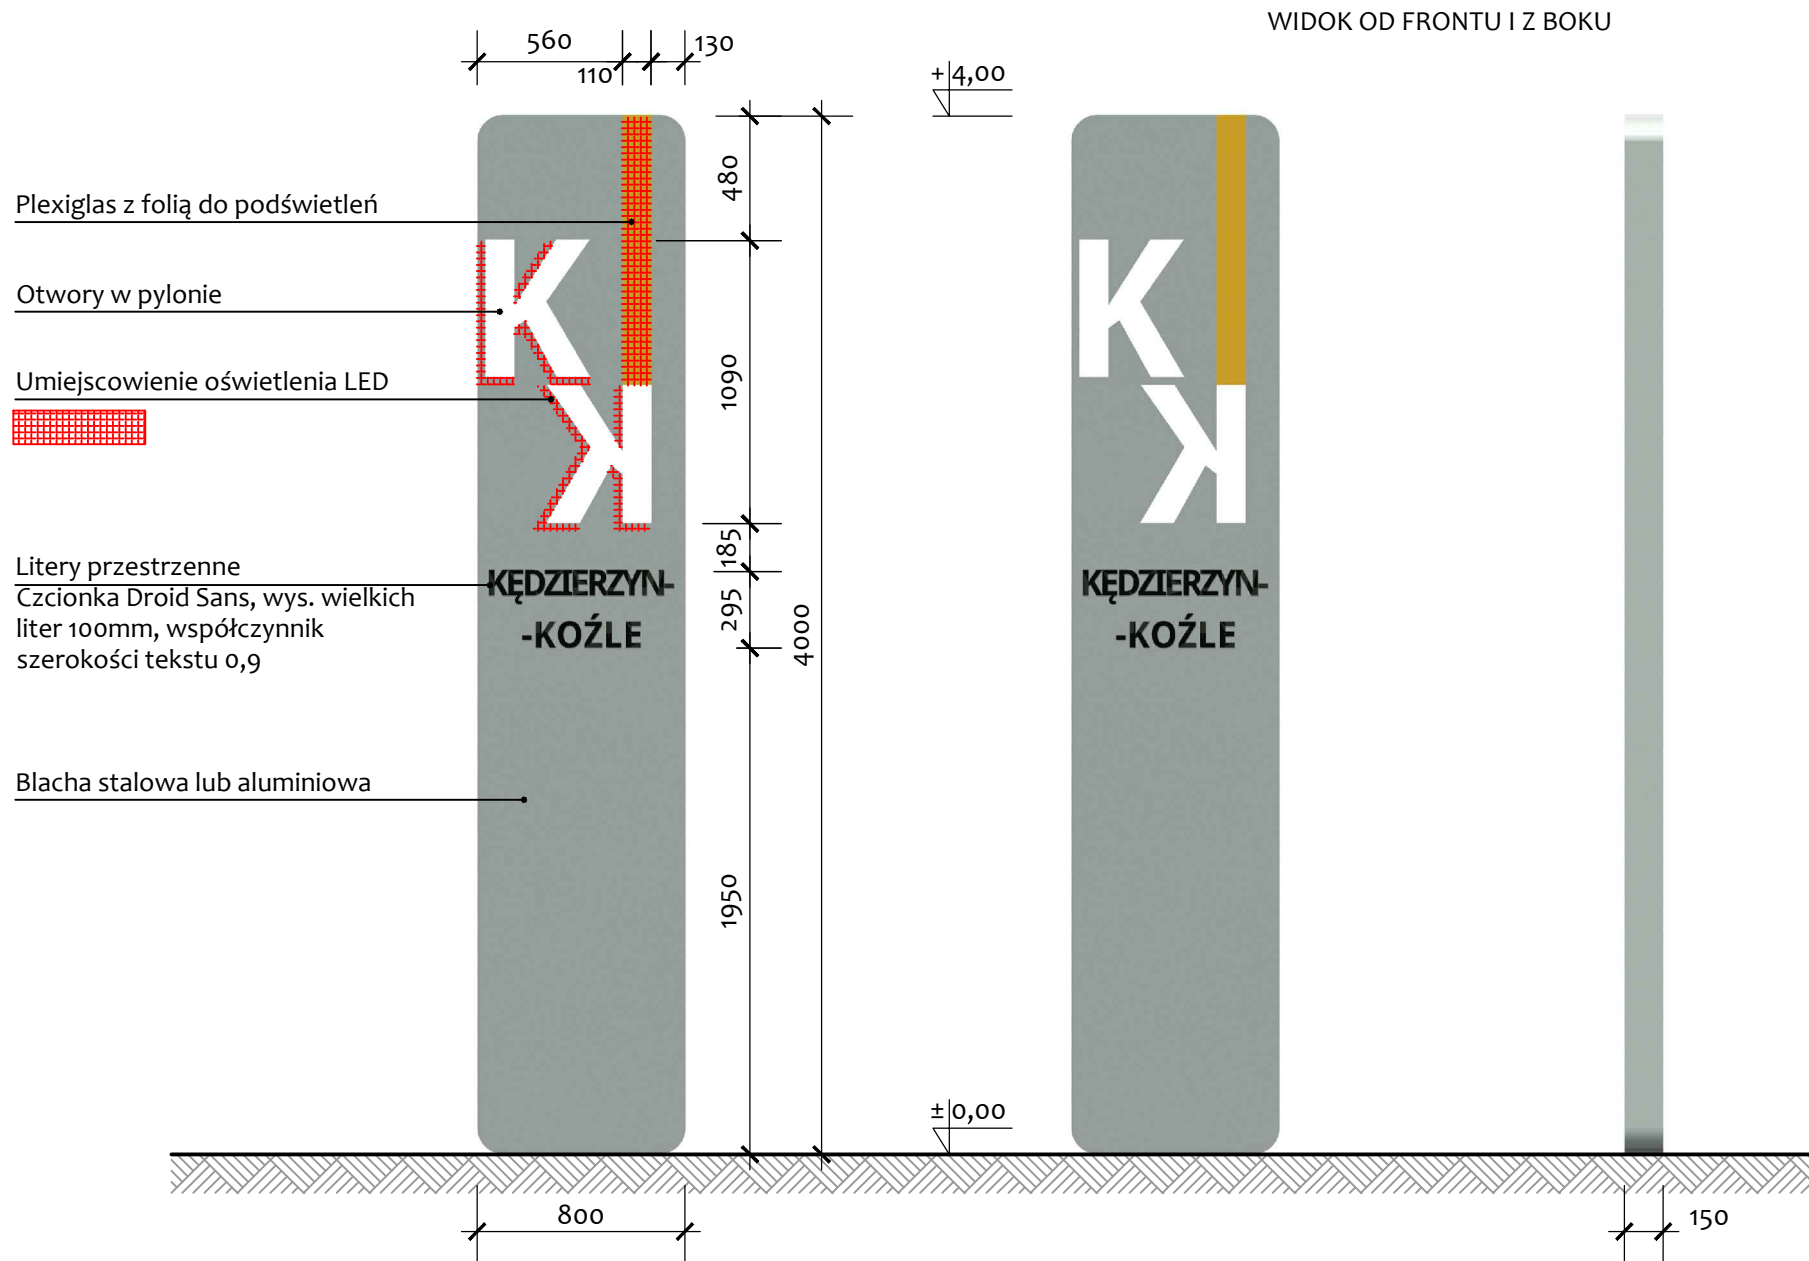 WIDOK OD FRONTU I Z BOKU
560
110
130
+4,00
480
Plexiglas z folią do podświetleń
Otwory w pylonie
Umiejscowienie oświetlenia LED
K
K
K
K
1090
185
295
4000
1950
Litery przestrzenne
Czcionka Droid Sans, wys. wielkich
liter 100mm, współczynnik
szerokości tekstu 0,9
KĘDZIERZYN-
-KOŹLE
KĘDZIERZYN-
-KOŹLE
Blacha stalowa lub aluminiowa
±0,00
800
150